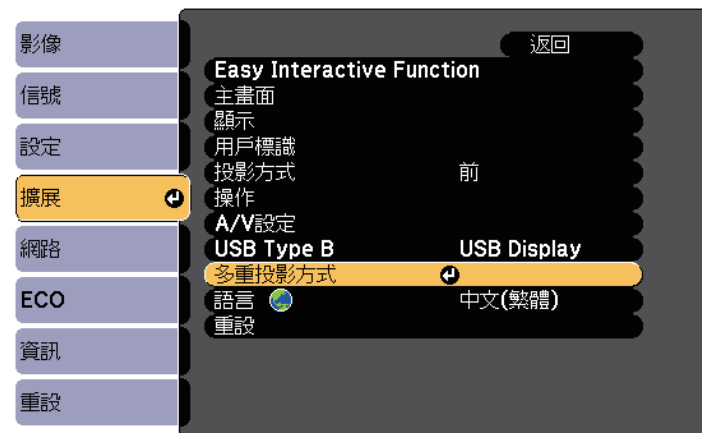 影像
信號
設定
擴展
網路
ECO
資訊
重設
返回
Easy Interactive Function
主畫面
顯示
用戶標識
投影方式 前
操作
A/V設定
USB Type B USB Display
多重投影方式
語言 中文(繁體)
重設